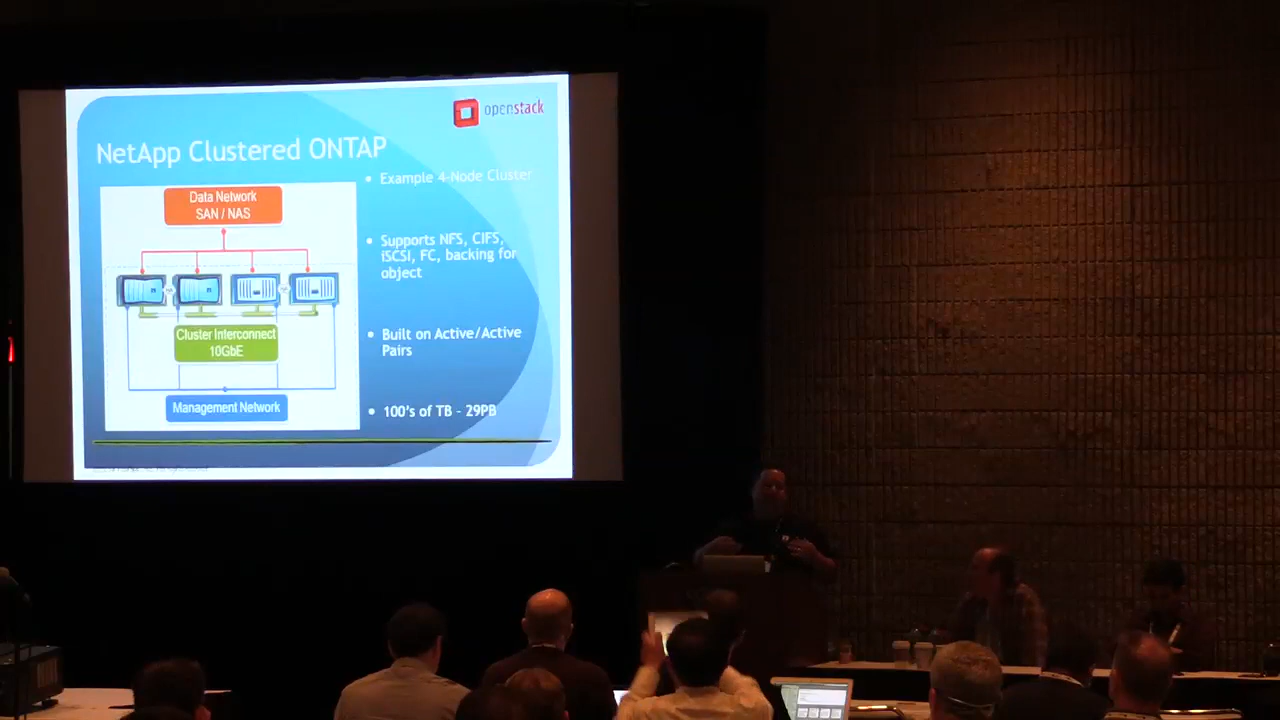 openstack
NetApp Clustered ONTAP
Data Network
SAN / NAS
Cluster Interconnect
10GbE
Management Network
• Example 4-Node Cluster
• Supports NFS, CIFS,
iSCSI, FC, backing for
object
• Built on Active/Active
Pairs
• 100's of TB - 29PB